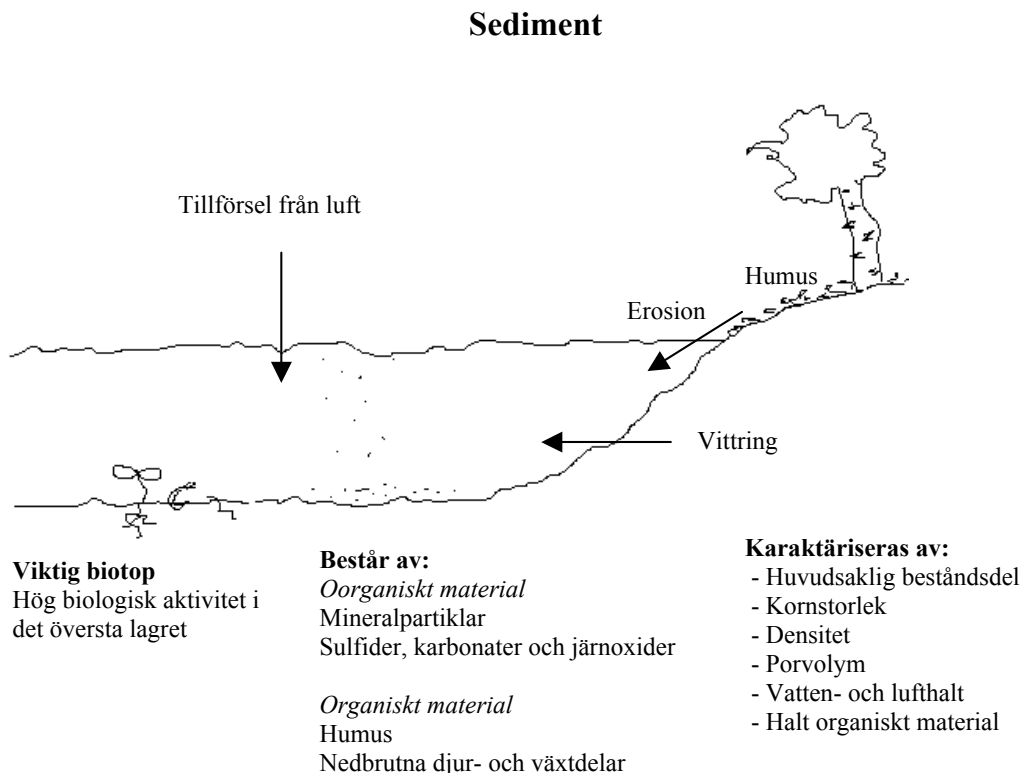 Sediment
Tillförsel från luft
Humus
Erosion
Vittring
Viktig biotop
Hög biologisk aktivitet i
det översta lagret
Består av:
Oorganiskt material
Mineralpartiklar
Sulfider, karbonater och järnoxider
Organiskt material
Humus
Nedbrutna djur- och växtdelar
Karaktäriseras av:
- Huvudsaklig beståndsdel
- Kornstorlek
- Densitet
- Porvolym
- Vatten- och lufthalt
- Halt organiskt material